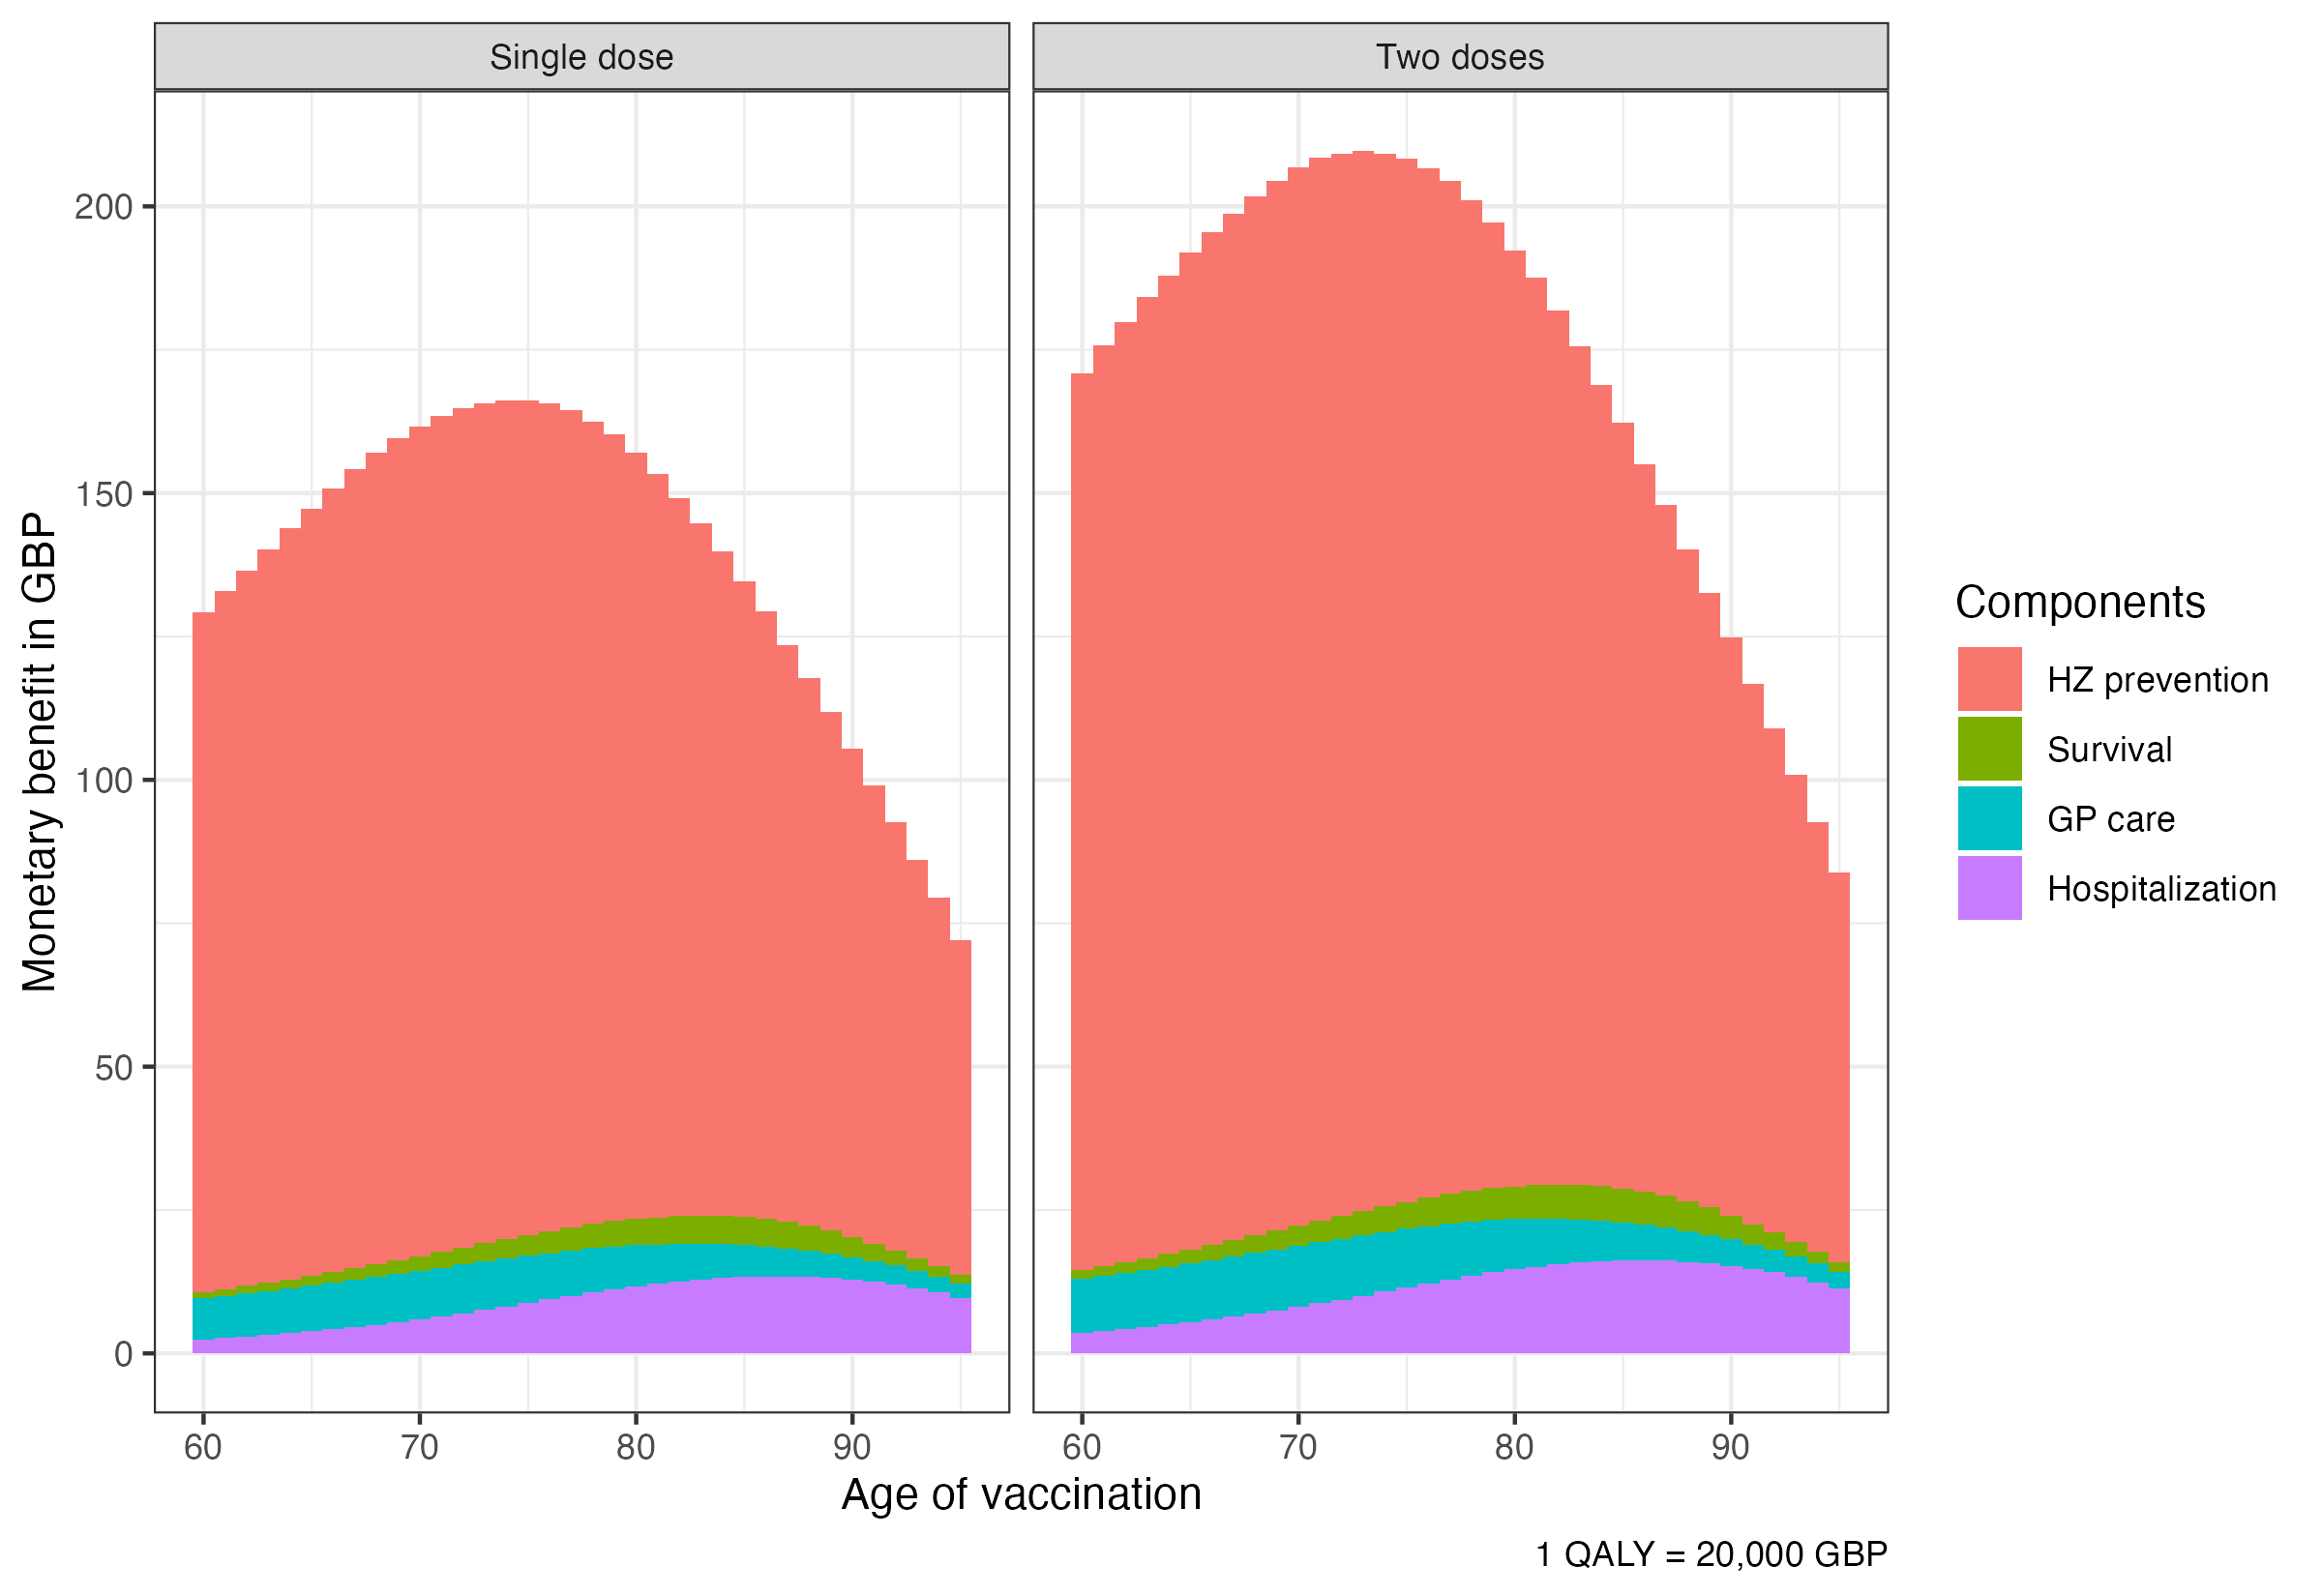 Single dose
Two doses
Monetary benefit in GBP
200
150
100
50
0
60 70 80 90
60 70 80 90
Age of vaccination
Components
HZ prevention
Survival
GP care
Hospitalization
1 QALY = 20,000 GBP